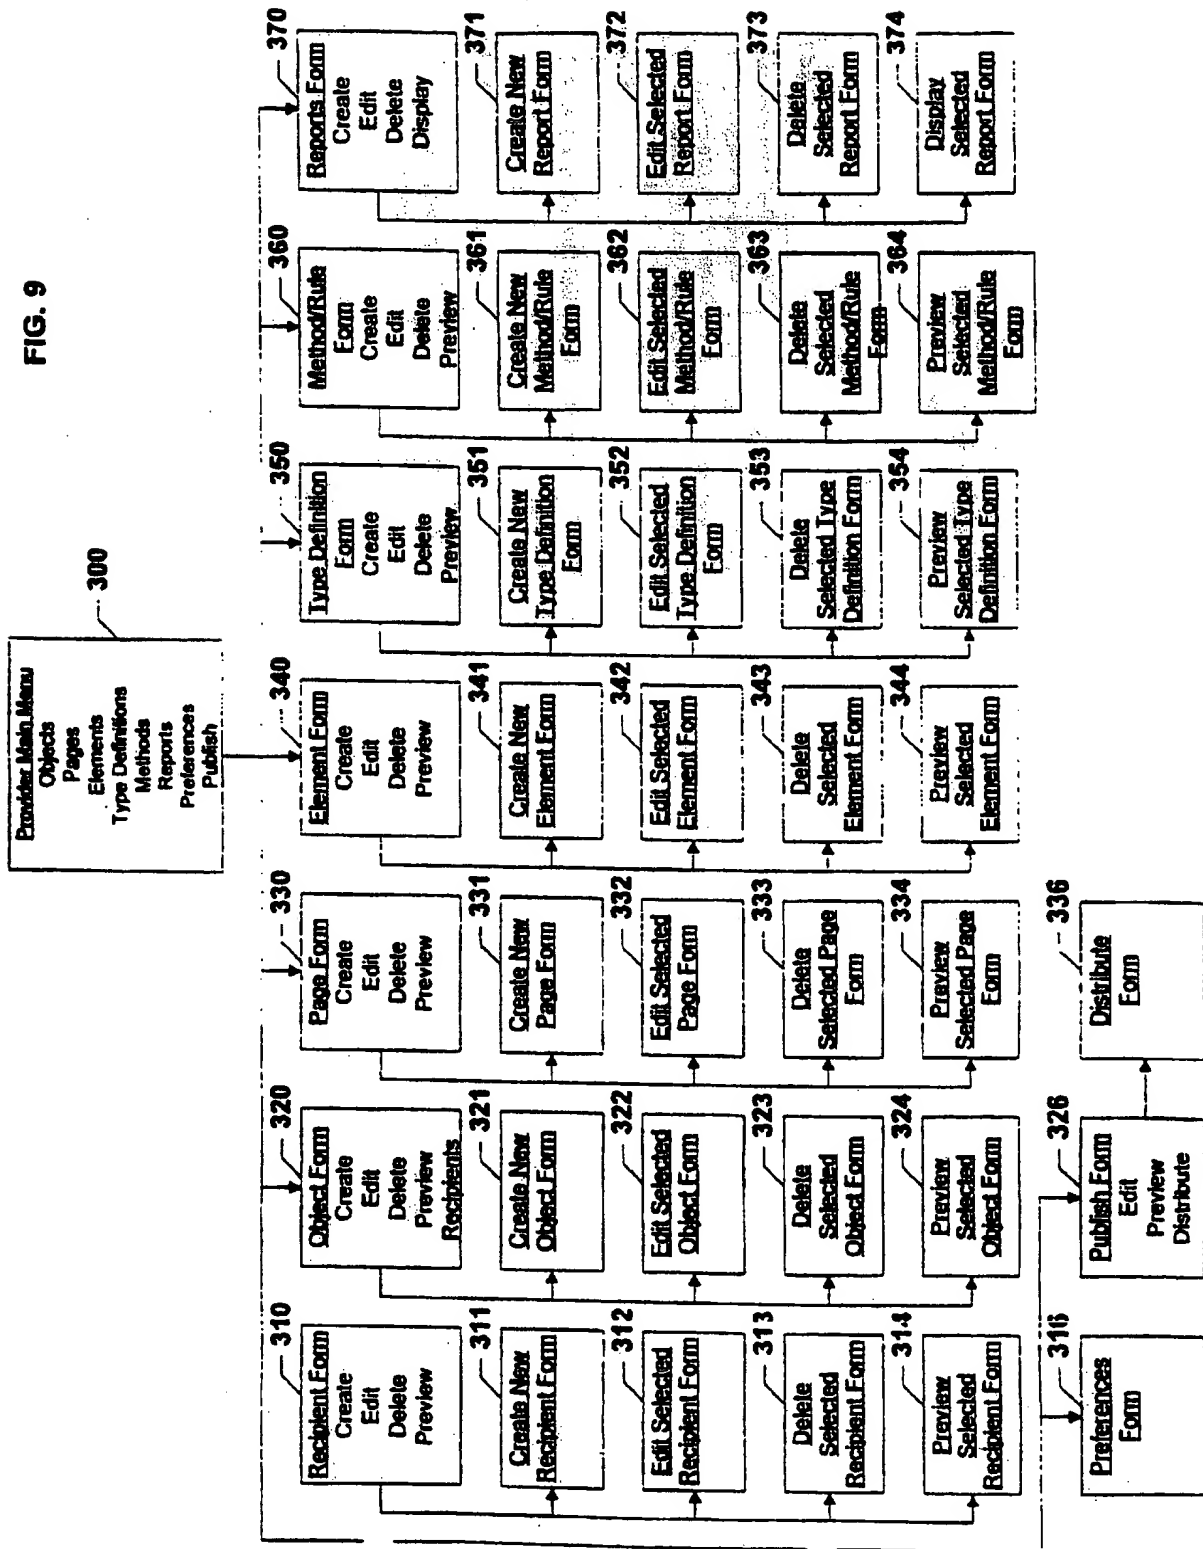 FIG. 9
300
Provider Main Menu
Objects
Pages
Elements
Type Definitions
Methods
Reports
Preferences
Publish
310
Recipient Form
Create
Edit
Delete
Preview
320
Object Form
Create
Edit
Delete
Preview
Recipients
330
Page Form
Create
Edit
Delete
Preview
340
Element Form
Create
Edit
Delete
Preview
350
Type Definition
Form
Create
Edit
Delete
Preview
360
Method/Rule
Form
Create
Edit
Delete
Preview
370
Reports Form
Create
Edit
Delete
Display
311
Create New
Recipient Form
321
Create New
Object Form
331
Create New
Page Form
341
Create New
Element Form
351
Create New
Type Definition
Form
361
Create New
Method/Rule
Form
371
Create New
Report Form
312
Edit Selected
Recipient Form
322
Edit Selected
Object Form
332
Edit Selected
Page Form
342
Edit Selected
Element Form
352
Edit Selected
Type Definition
Form
362
Edit Selected
Method/Rule
Form
372
Edit Selected
Report Form
313
Delete
Selected
Recipient Form
323
Delete
Selected
Object Form
333
Delete
Selected Page
Form
343
Delete
Selected
Element Form
353
Delete
Selected Type
Definition Form
363
Delete
Selected
Method/Rule
Form
373
Delete
Selected
Report Form
314
Preview
Selected
Recipient Form
324
Preview
Selected
Object Form
334
Preview
Selected Page
Form
344
Preview
Selected
Element Form
354
Preview
Selected Type
Definition Form
364
Preview
Selected
Method/Rule
Form
374
Display
Selected
Report Form
316
Preferences
Form
326
Publish Form
Edit
Preview
Distribute
336
Distribute
Form